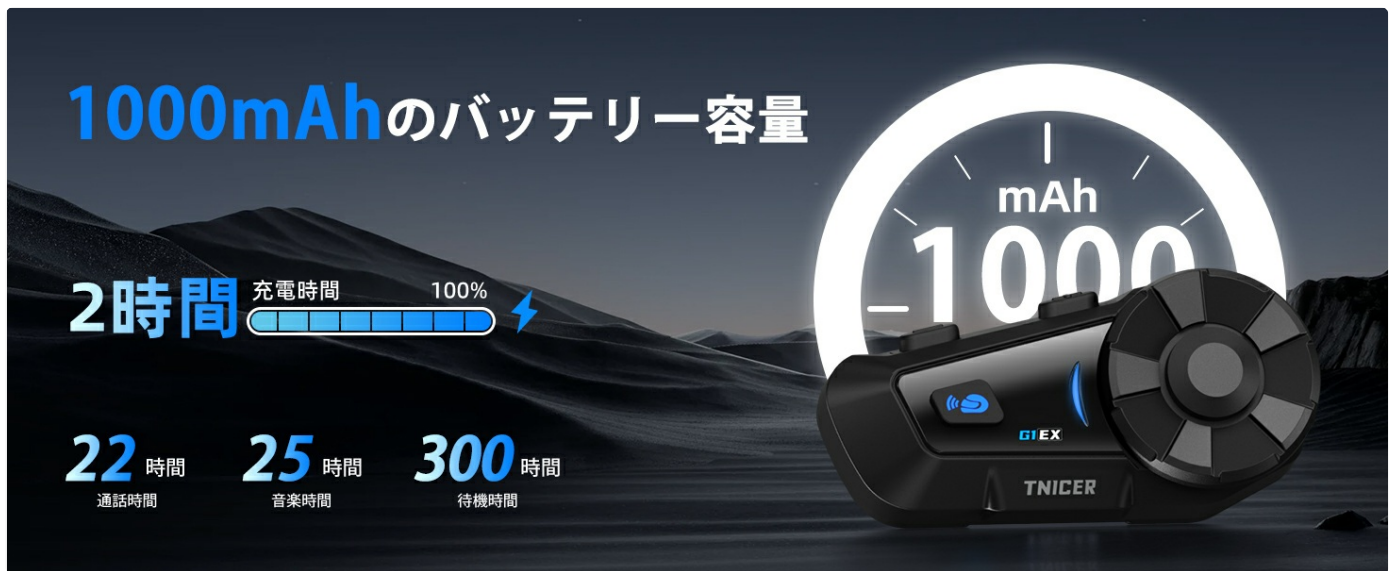 1000mAhのバッテリー容量
mAh
1000
2時間
充電時間 100%
22時間
通話時間
25時間
音楽時間
300時間
待機時間
G1EX
TNICER